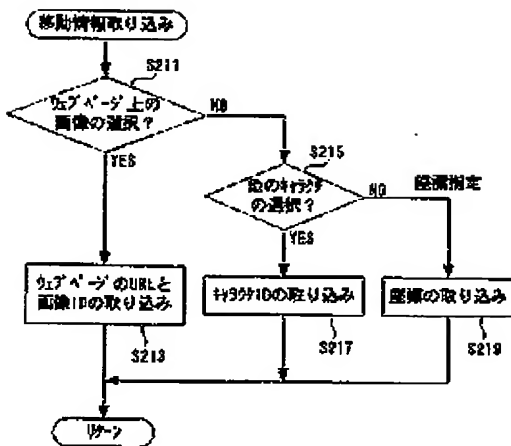 移動情報取り込み
S211
ウェブページ上の
画像の選択?
NO
YES
S215
他のキャラクタ
の選択?
NO
座標指定
YES
ウェブページのURLと
画像IDの取り込み
S213
キャラクタIDの取り込み
S217
座標の取り込み
S219
リターン